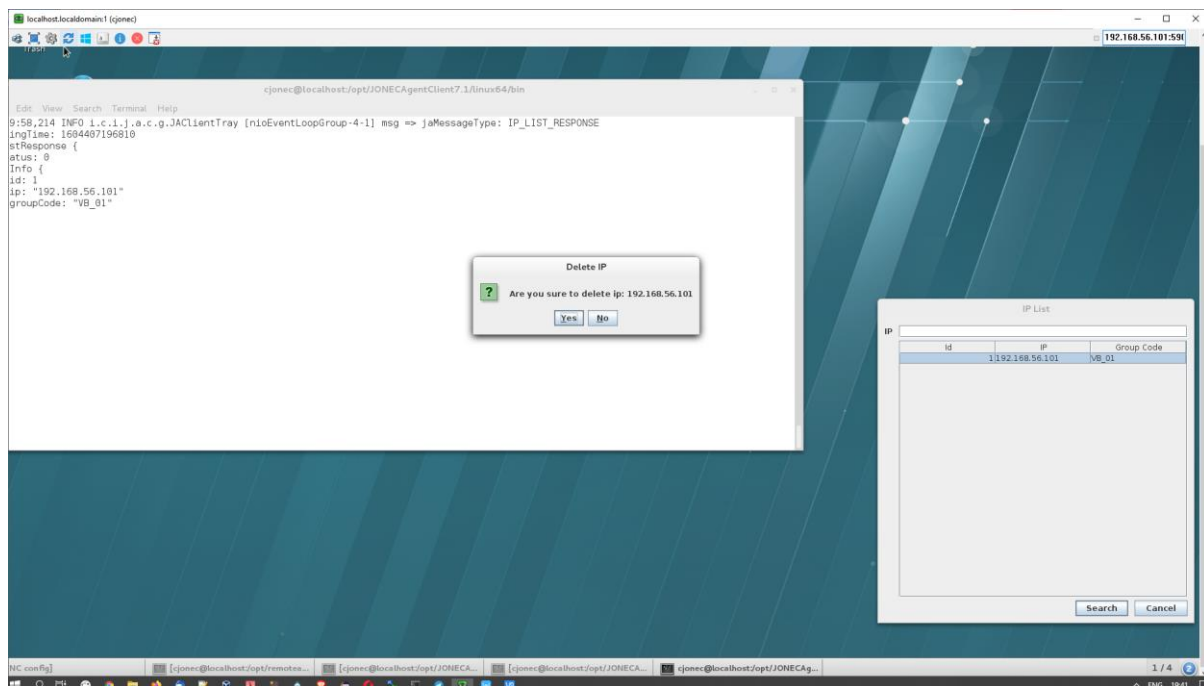 localhost.localdomain:1 (cjonec)
192.168.56.101:590
Trash
cjonec@localhost:/opt/JONECAgentClient7.1/linux64/bin
Edit View Search Terminal Help
9:58,214 INFO i.c.i.j.a.c.g.JAClientTray [nioEventLoopGroup-4-1] msg => jaMessageType: IP_LIST_RESPONSE
ingTime: 1604407196810
stResponse {
atus: 0
Info {
id: 1
ip: "192.168.56.101"
groupCode: "VB_01"
Delete IP
Are you sure to delete ip: 192.168.56.101
Yes No
IP List
IP
Id IP Group Code
1 192.168.56.101 VB_01
Search Cancel
NC config] [cjonec@localhost:/opt/remotea... [cjonec@localhost:/opt/JONECA... [cjonec@localhost:/opt/JONECA... cjonec@localhost:/opt/JONECAg... 1 / 4 2
ENG 19:41